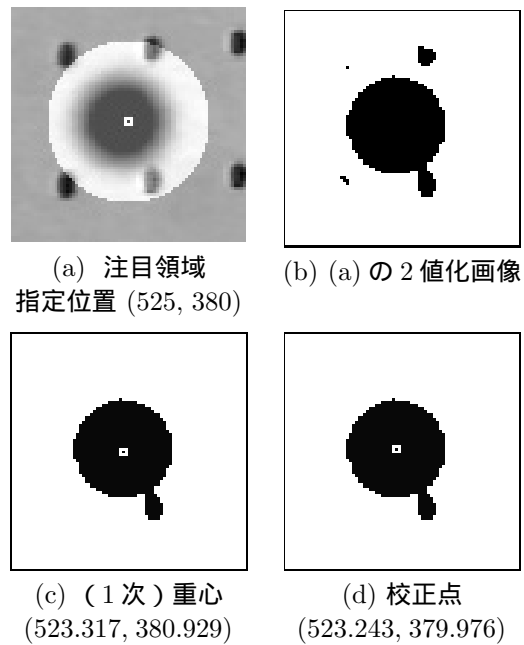 (a) 注目領域
指定位置 (525, 380)
(b) (a) の 2 値化画像
(c) (1 次) 重心
(523.317, 380.929)
(d) 校正点
(523.243, 379.976)